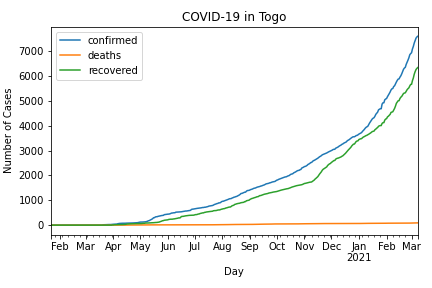 COVID-19 in Togo
confirmed
deaths
recovered
Number of Cases
7000
6000
5000
4000
3000
2000
1000
0
Feb Mar Apr May Jun Jul Aug Sep Oct Nov Dec Jan Feb Mar
2021
Day